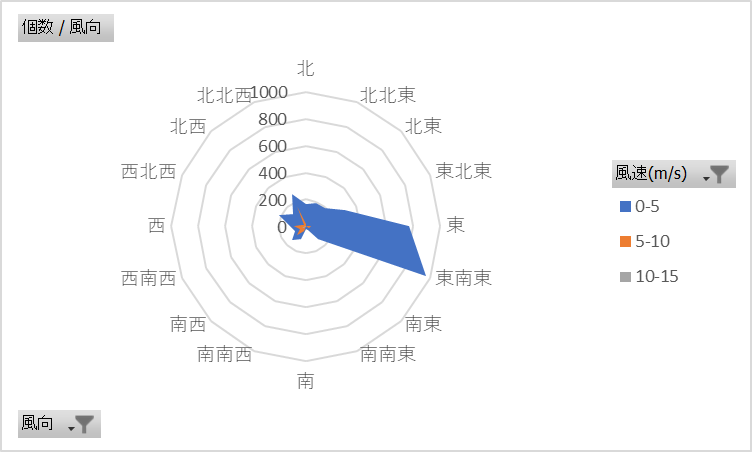 個数 / 風向
北
北北東
北東
東北東
東
東南東
南東
南南東
南
南南西
南西
西南西
西
西北西
北西
北北西
1000
800
600
400
200
0
風速(m/s)
0-5
5-10
10-15
風向